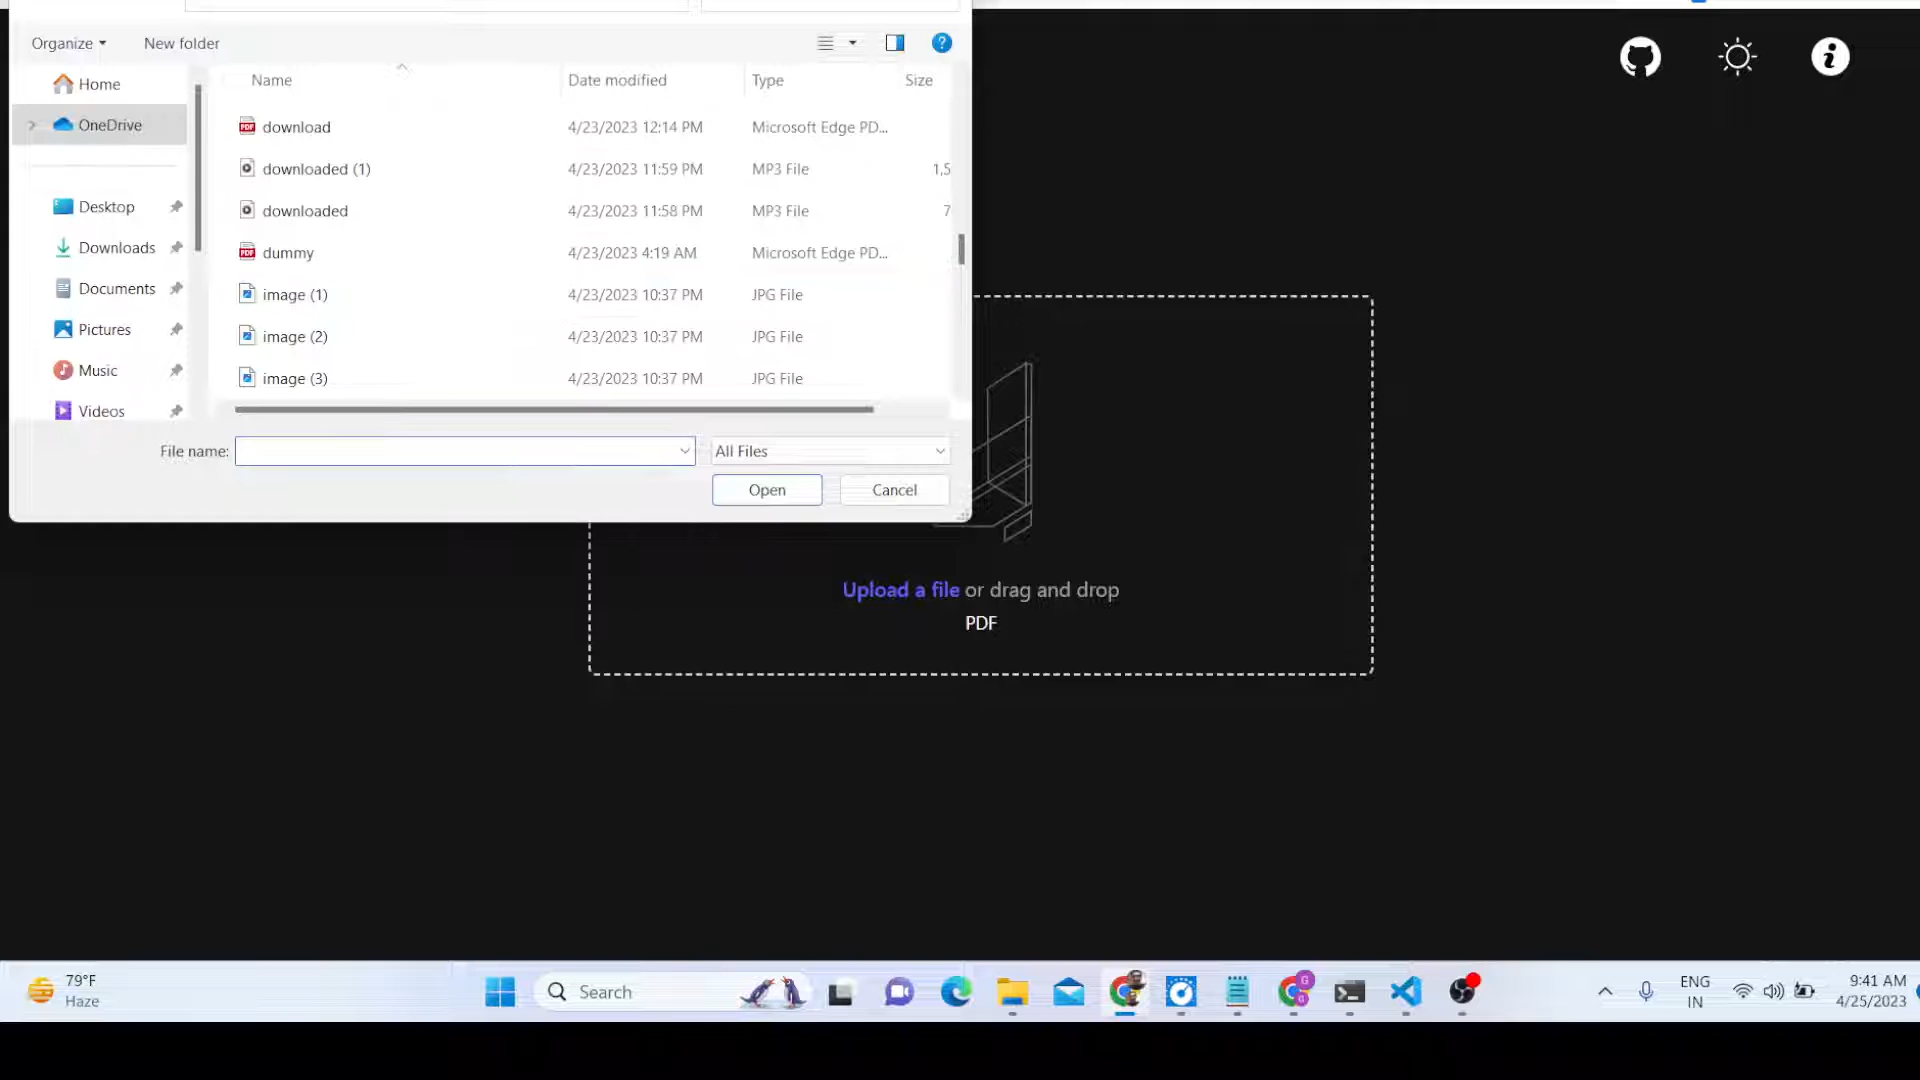 Organize
New folder
Home
OneDrive
Desktop
Downloads
Documents
Pictures
Music
Videos
Name Date modified Type Size
download 4/23/2023 12:14 PM Microsoft Edge PD...
downloaded (1) 4/23/2023 11:59 PM MP3 File 1,5
downloaded 4/23/2023 11:58 PM MP3 File 7
dummy 4/23/2023 4:19 AM Microsoft Edge PD...
image (1) 4/23/2023 10:37 PM JPG File
image (2) 4/23/2023 10:37 PM JPG File
image (3) 4/23/2023 10:37 PM JPG File
File name:
All Files
Open
Cancel
Upload a file or drag and drop
PDF
79°F
Haze
Search
ENG
IN
9:41 AM
4/25/2023